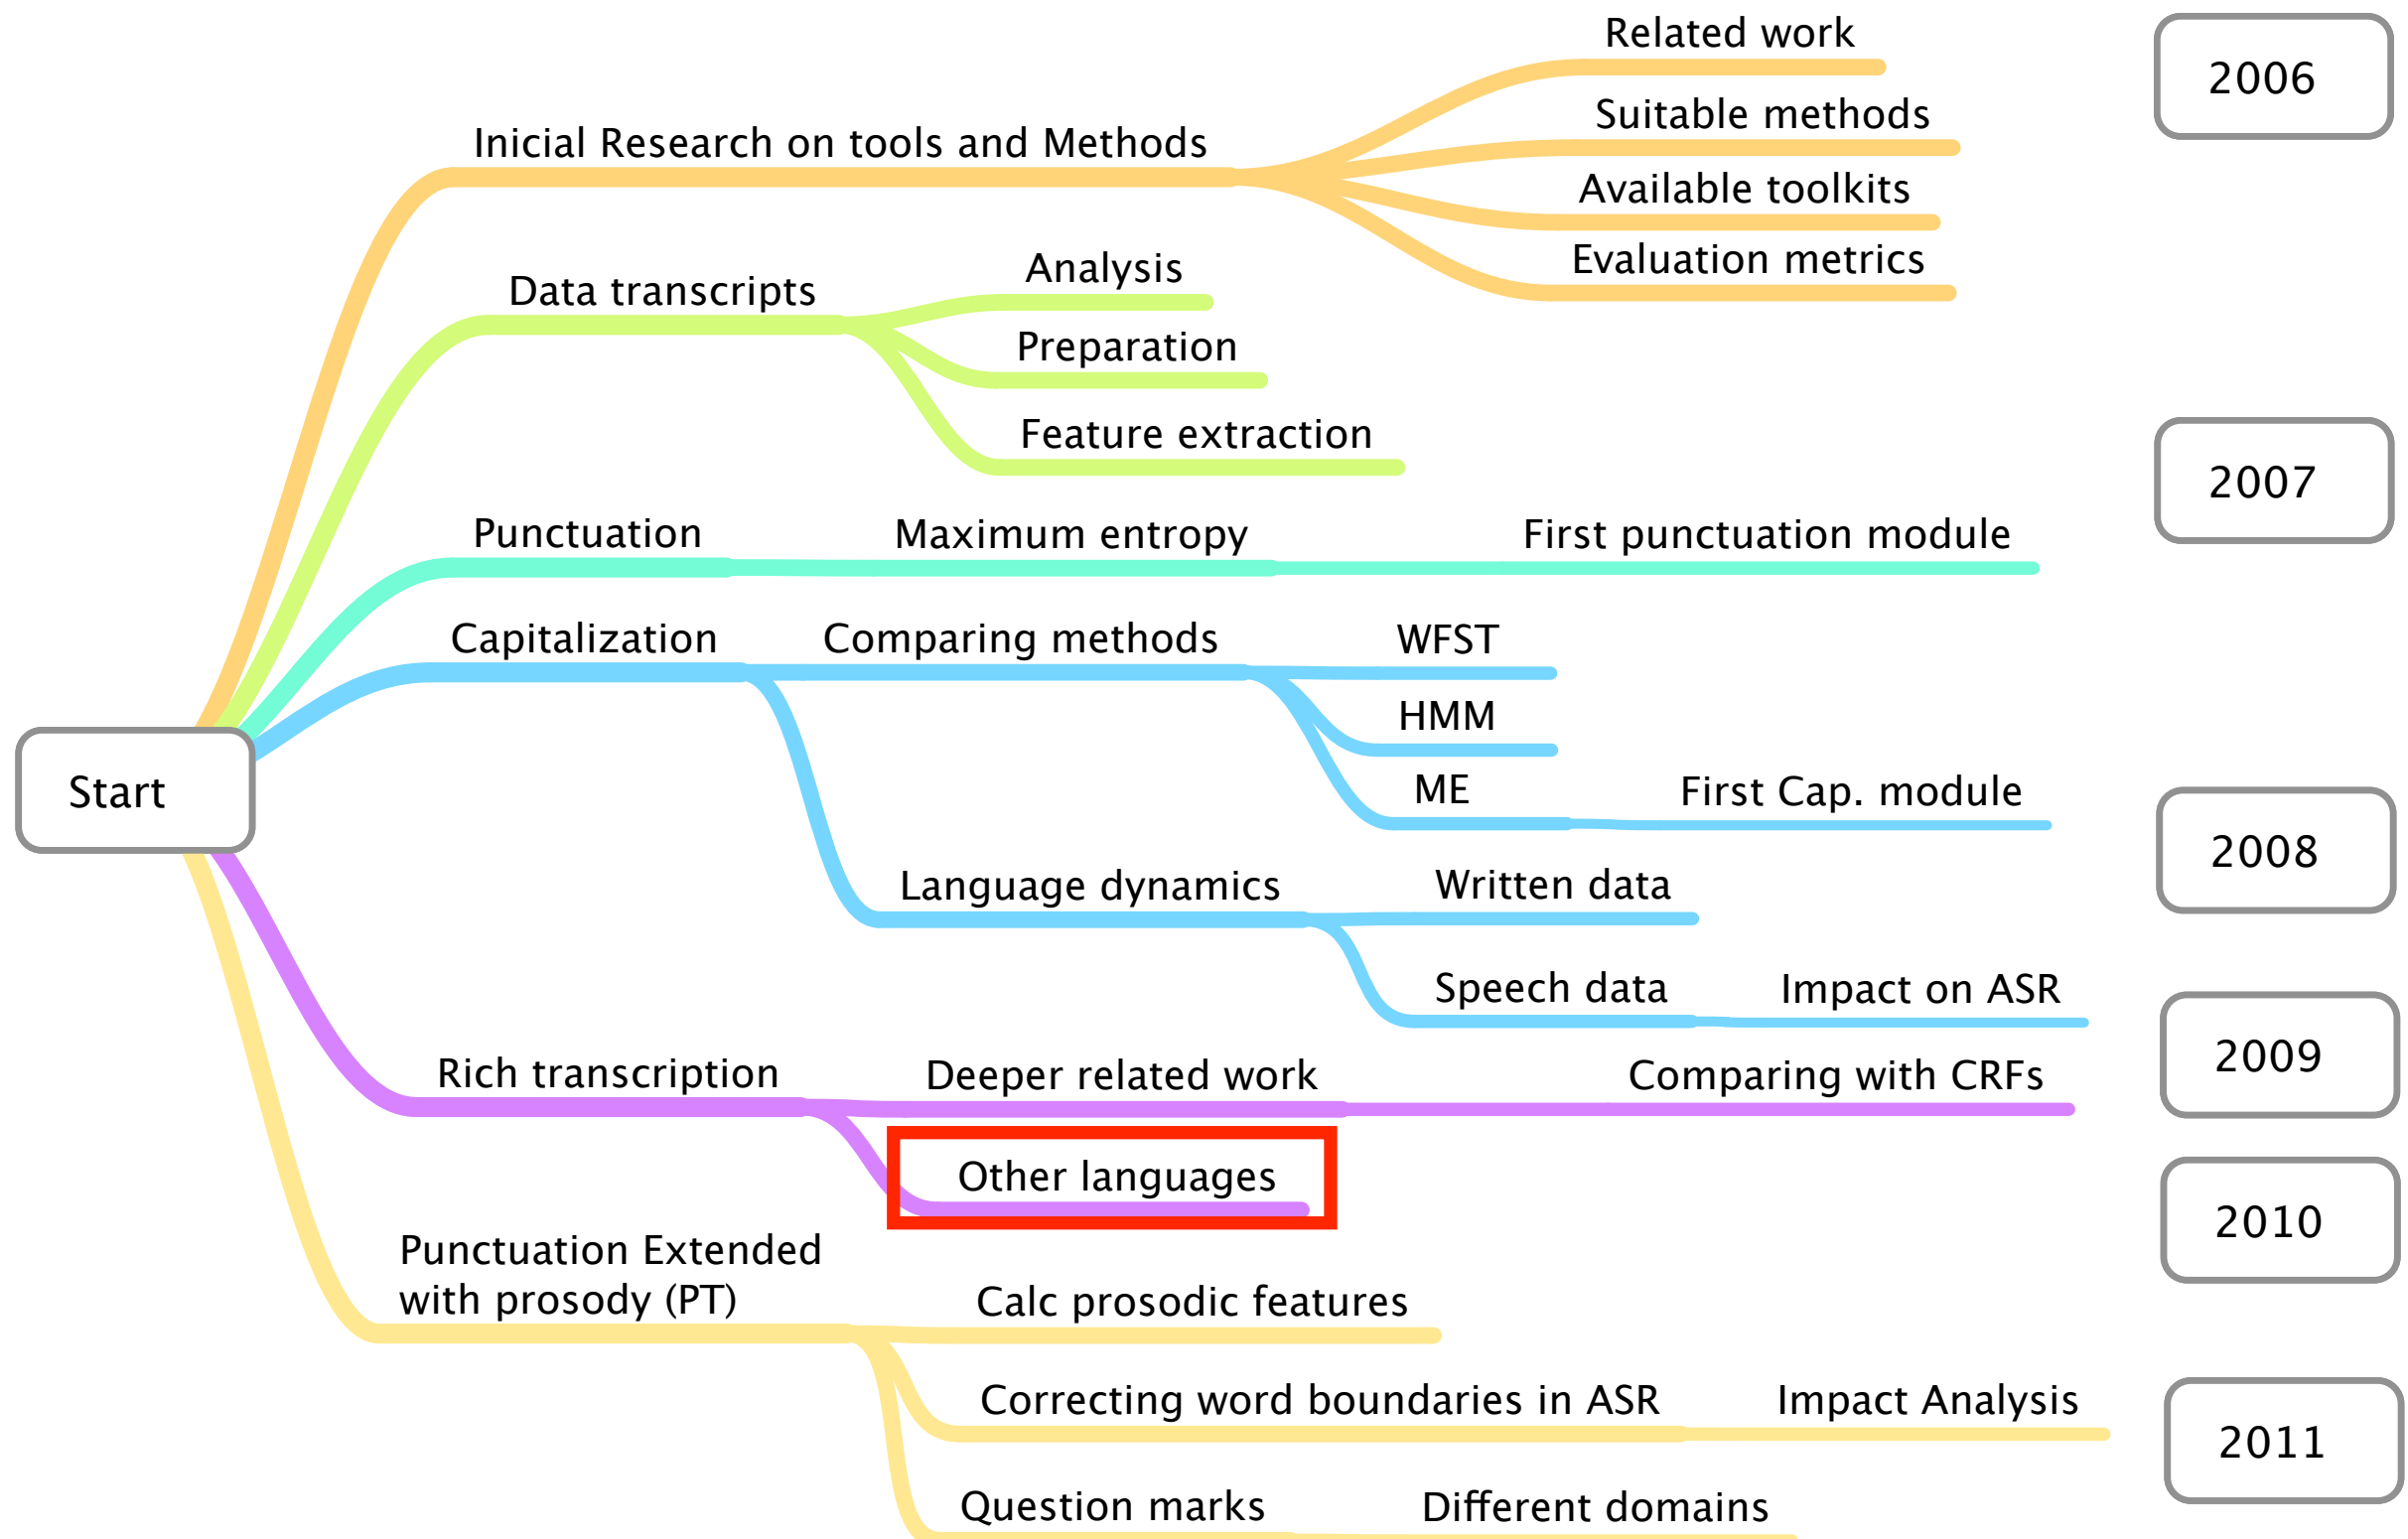 Related work
2006
Suitable methods
Inicial Research on tools and Methods
Available toolkits
Evaluation metrics
Data transcripts
Analysis
Preparation
Feature extraction
2007
Punctuation
Maximum entropy
First punctuation module
Capitalization
Comparing methods
WFST
HMM
ME
First Cap. module
Start
2008
Language dynamics
Written data
Speech data
Impact on ASR
2009
Rich transcription
Deeper related work
Comparing with CRFs
Other languages
2010
Punctuation Extended
with prosody (PT)
Calc prosodic features
Correcting word boundaries in ASR
Impact Analysis
2011
Question marks
Different domains